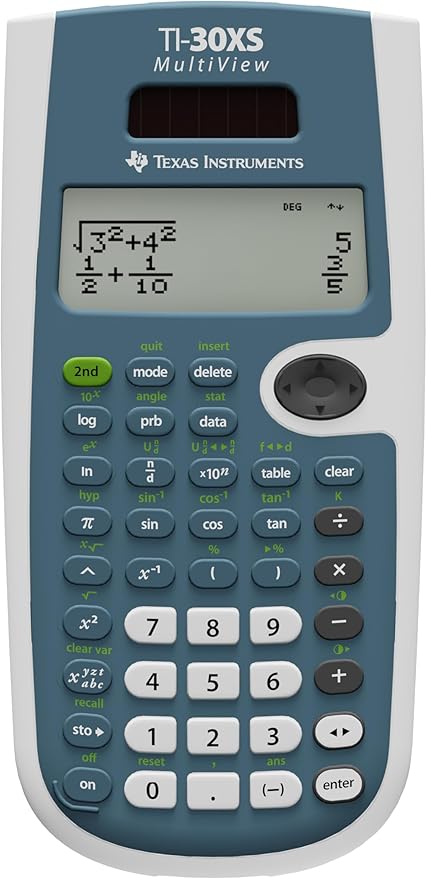 TI-30XS
MultiView
TEXAS INSTRUMENTS
DEG
√3²+4² 5
1/2+1/10 3/5
quit insert
2nd mode delete
10ˣ angle stat
log prb data
eˣ U n/d U n/d ◄► n/d f◄►d
ln n/d ×10ⁿ table clear
hyp sin⁻¹ cos⁻¹ tan⁻¹ K
π sin cos tan ÷
ˣ√ % ►%
^ x⁻¹ ( ) ×
√
x² 7 8 9 −
clear var
x yzt abc 4 5 6 +
recall
sto► 1 2 3 ◄►
off reset , ans
on 0 . (−) enter